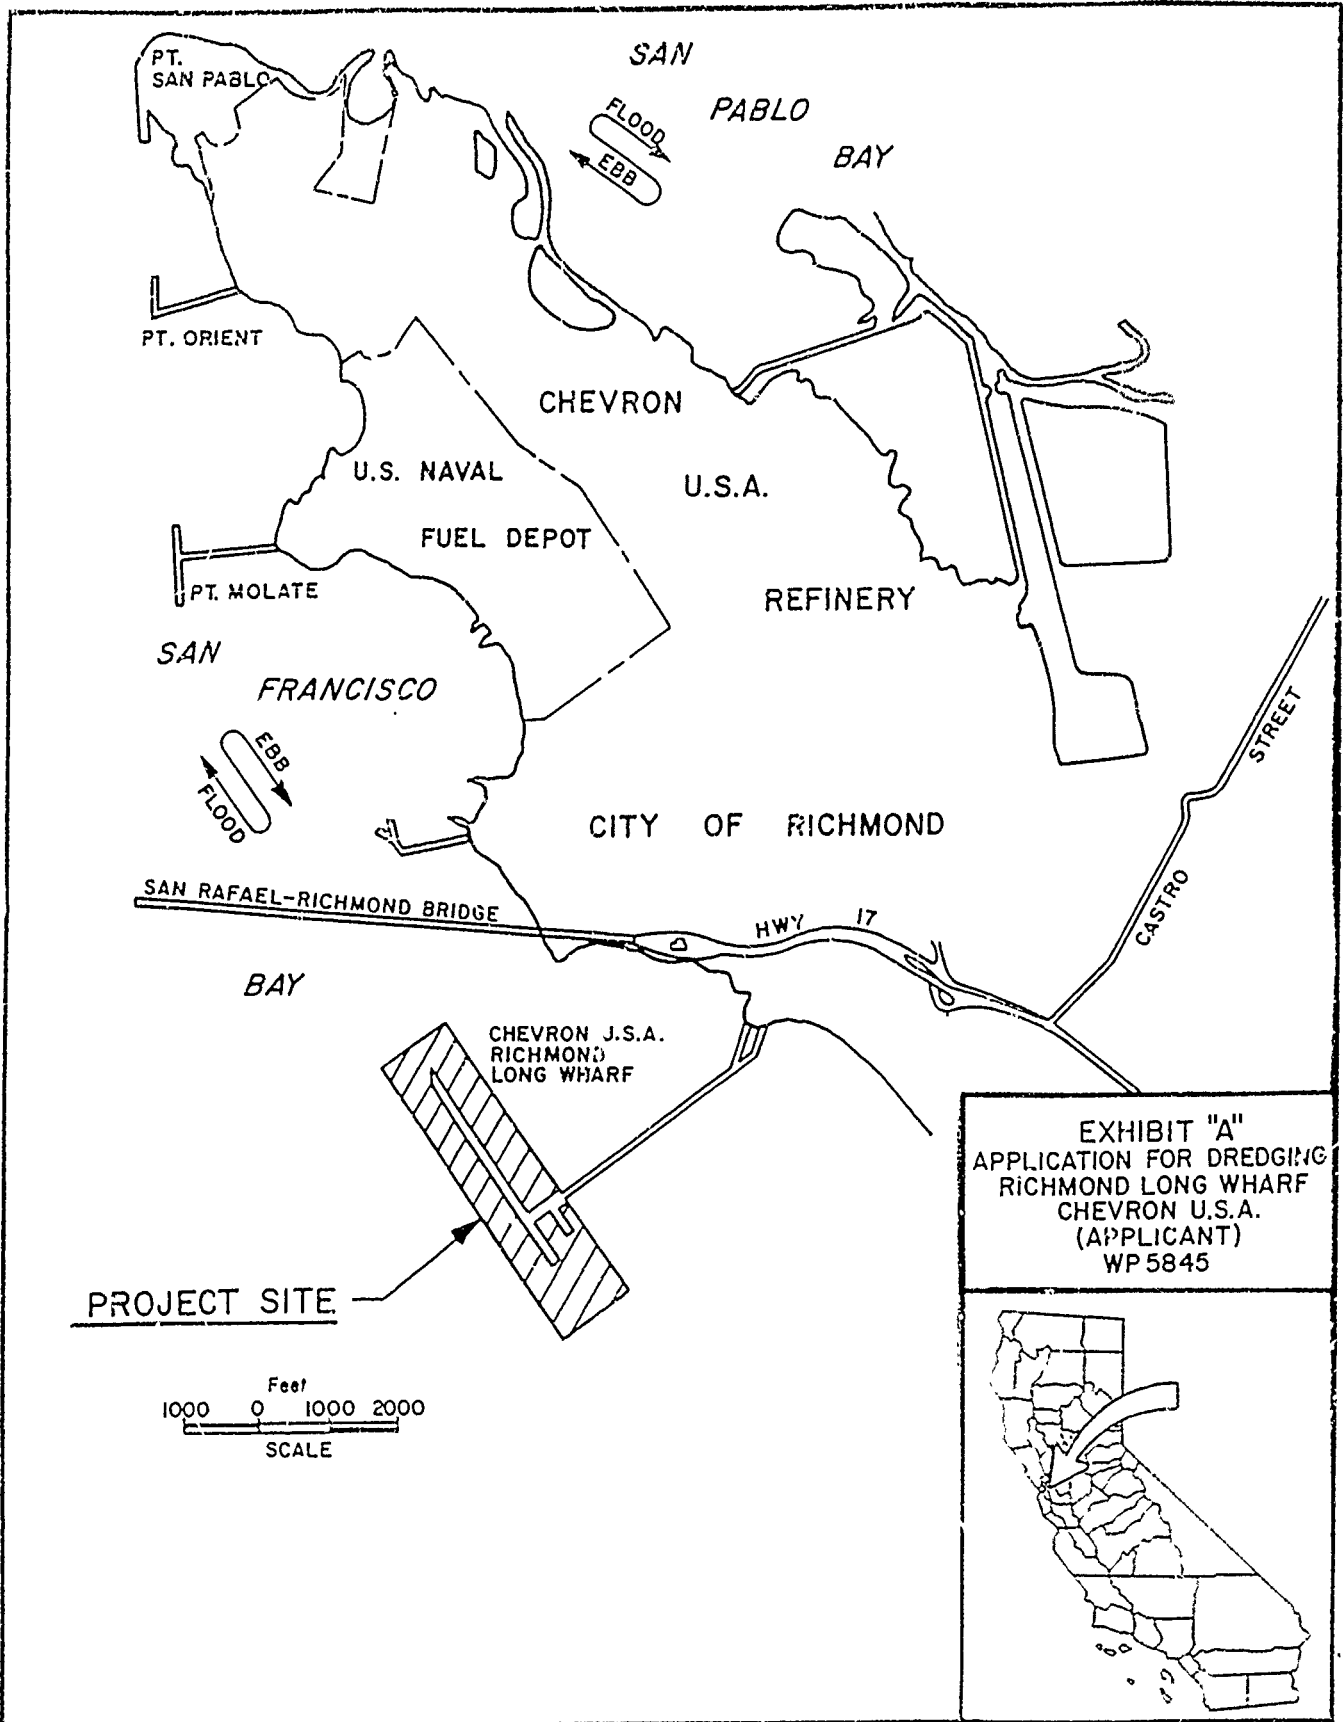 PT.
SAN PABLO
SAN
PABLO
BAY
FLOOD
EBB
PT. ORIENT
CHEVRON
U.S.A.
REFINERY
U.S. NAVAL
FUEL DEPOT
PT. MOLATE
SAN
FRANCISCO
BAY
EBB
FLOOD
CITY OF RICHMOND
STREET
CASTRO
SAN RAFAEL-RICHMOND BRIDGE
HWY 17
CHEVRON U.S.A.
RICHMOND
LONG WHARF
PROJECT SITE
Feet
1000 0 1000 2000
SCALE
EXHIBIT "A"
APPLICATION FOR DREDGING
RICHMOND LONG WHARF
CHEVRON U.S.A.
(APPLICANT)
WP 5845